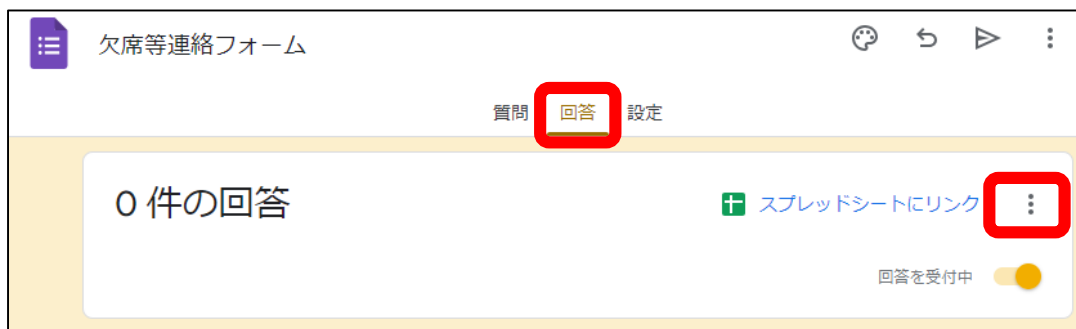 欠席等連絡フォーム
質問 回答 設定
0 件の回答
スプレッドシートにリンク
回答を受付中